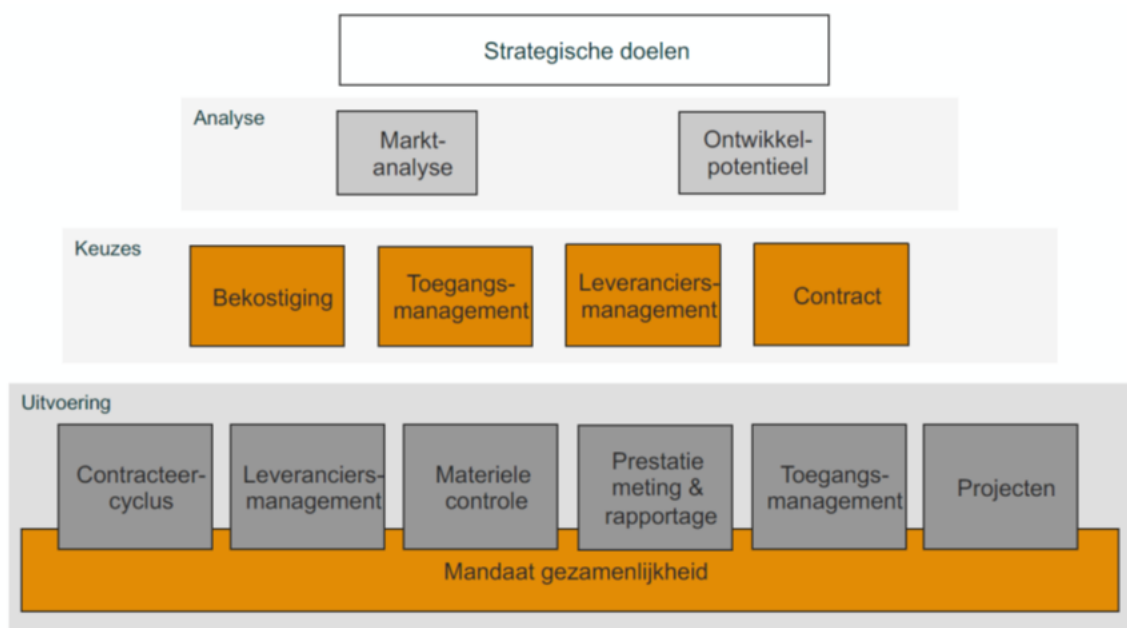 Strategische doelen
Analyse
Markt-
analyse
Ontwikkel-
potentieel
Keuzes
Bekostiging
Toegangs-
management
Leveranciers-
management
Contract
Uitvoering
Contracteer-
cyclus
Leveranciers-
management
Materiele
controle
Prestatie
meting &
rapportage
Toegangs-
management
Projecten
Mandaat gezamenlijkheid